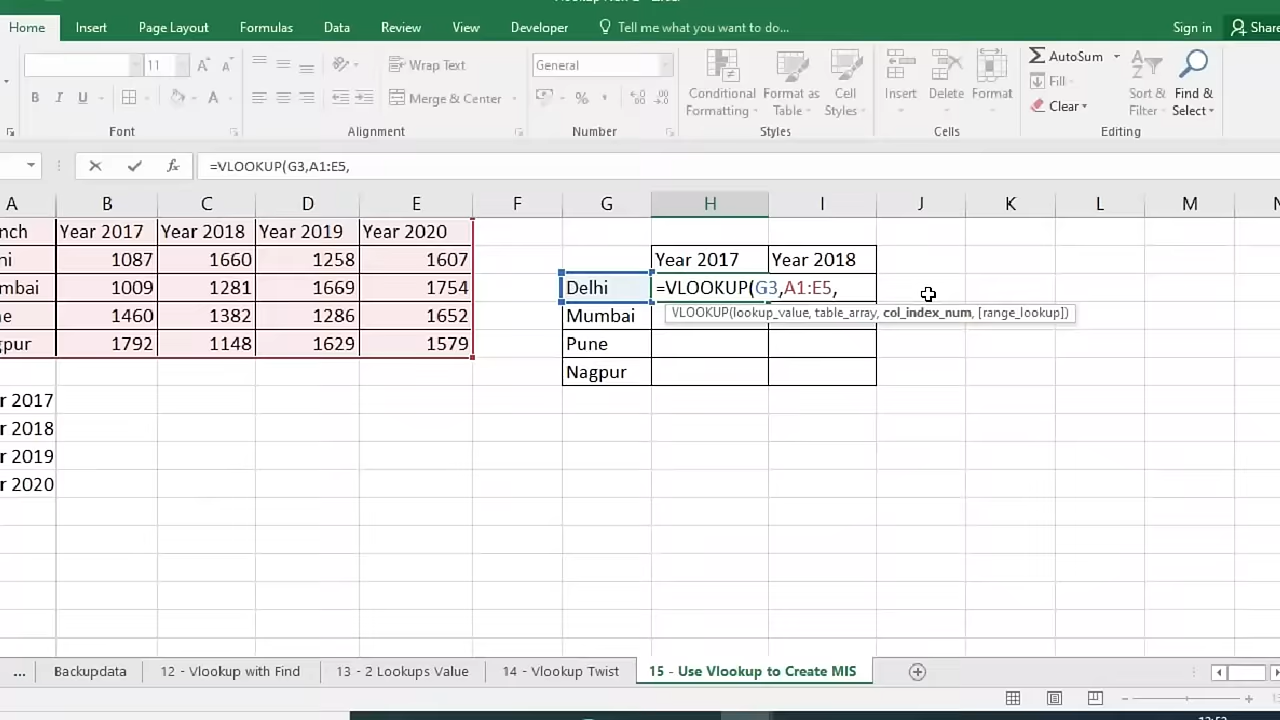 Home Insert Page Layout Formulas Data Review View Developer Tell me what you want to do... Sign in Share
11 A A Wrap Text General Conditional Formatting Format as Table Cell Styles Insert Delete Format AutoSum Fill Clear Sort & Filter Find & Select
B I U A Merge & Center % ,
Font Alignment Number Styles Cells Editing
fx =VLOOKUP(G3,A1:E5,
A B C D E F G H I J K L M N
nch Year 2017 Year 2018 Year 2019 Year 2020
hi 1087 1660 1258 1607 Year 2017 Year 2018
mbai 1009 1281 1669 1754 Delhi =VLOOKUP(G3,A1:E5,
VLOOKUP(lookup_value, table_array, col_index_num, [range_lookup])
ne 1460 1382 1286 1652 Mumbai
gpur 1792 1148 1629 1579 Pune
Nagpur
r 2017
r 2018
r 2019
r 2020
... Backupdata 12 - Vlookup with Find 13 - 2 Lookups Value 14 - Vlookup Twist 15 - Use Vlookup to Create MIS